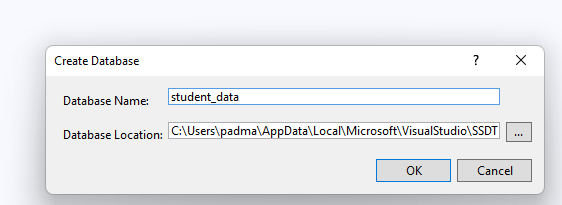 Create Database
?
Database Name: student_data
Database Location: C:\Users\padma\AppData\Local\Microsoft\VisualStudio\SSDT ...
OK Cancel